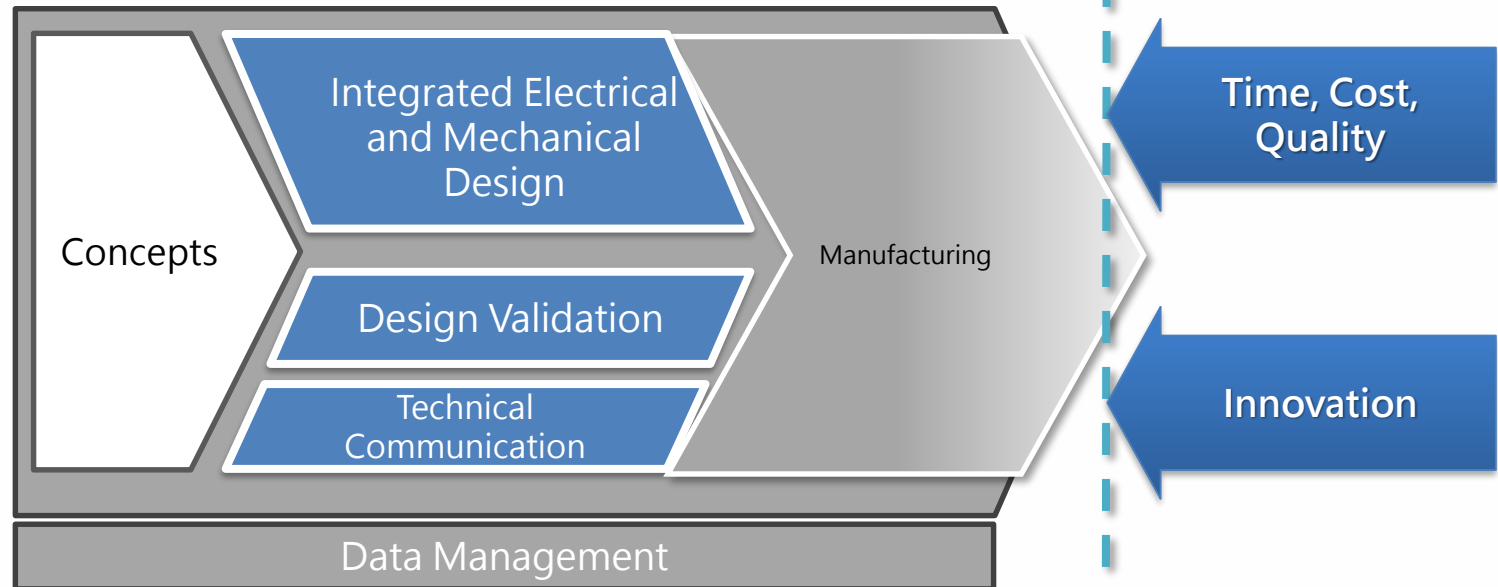 Concepts
Integrated Electrical
and Mechanical
Design
Design Validation
Technical
Communication
Manufacturing
Time, Cost,
Quality
Innovation
Data Management